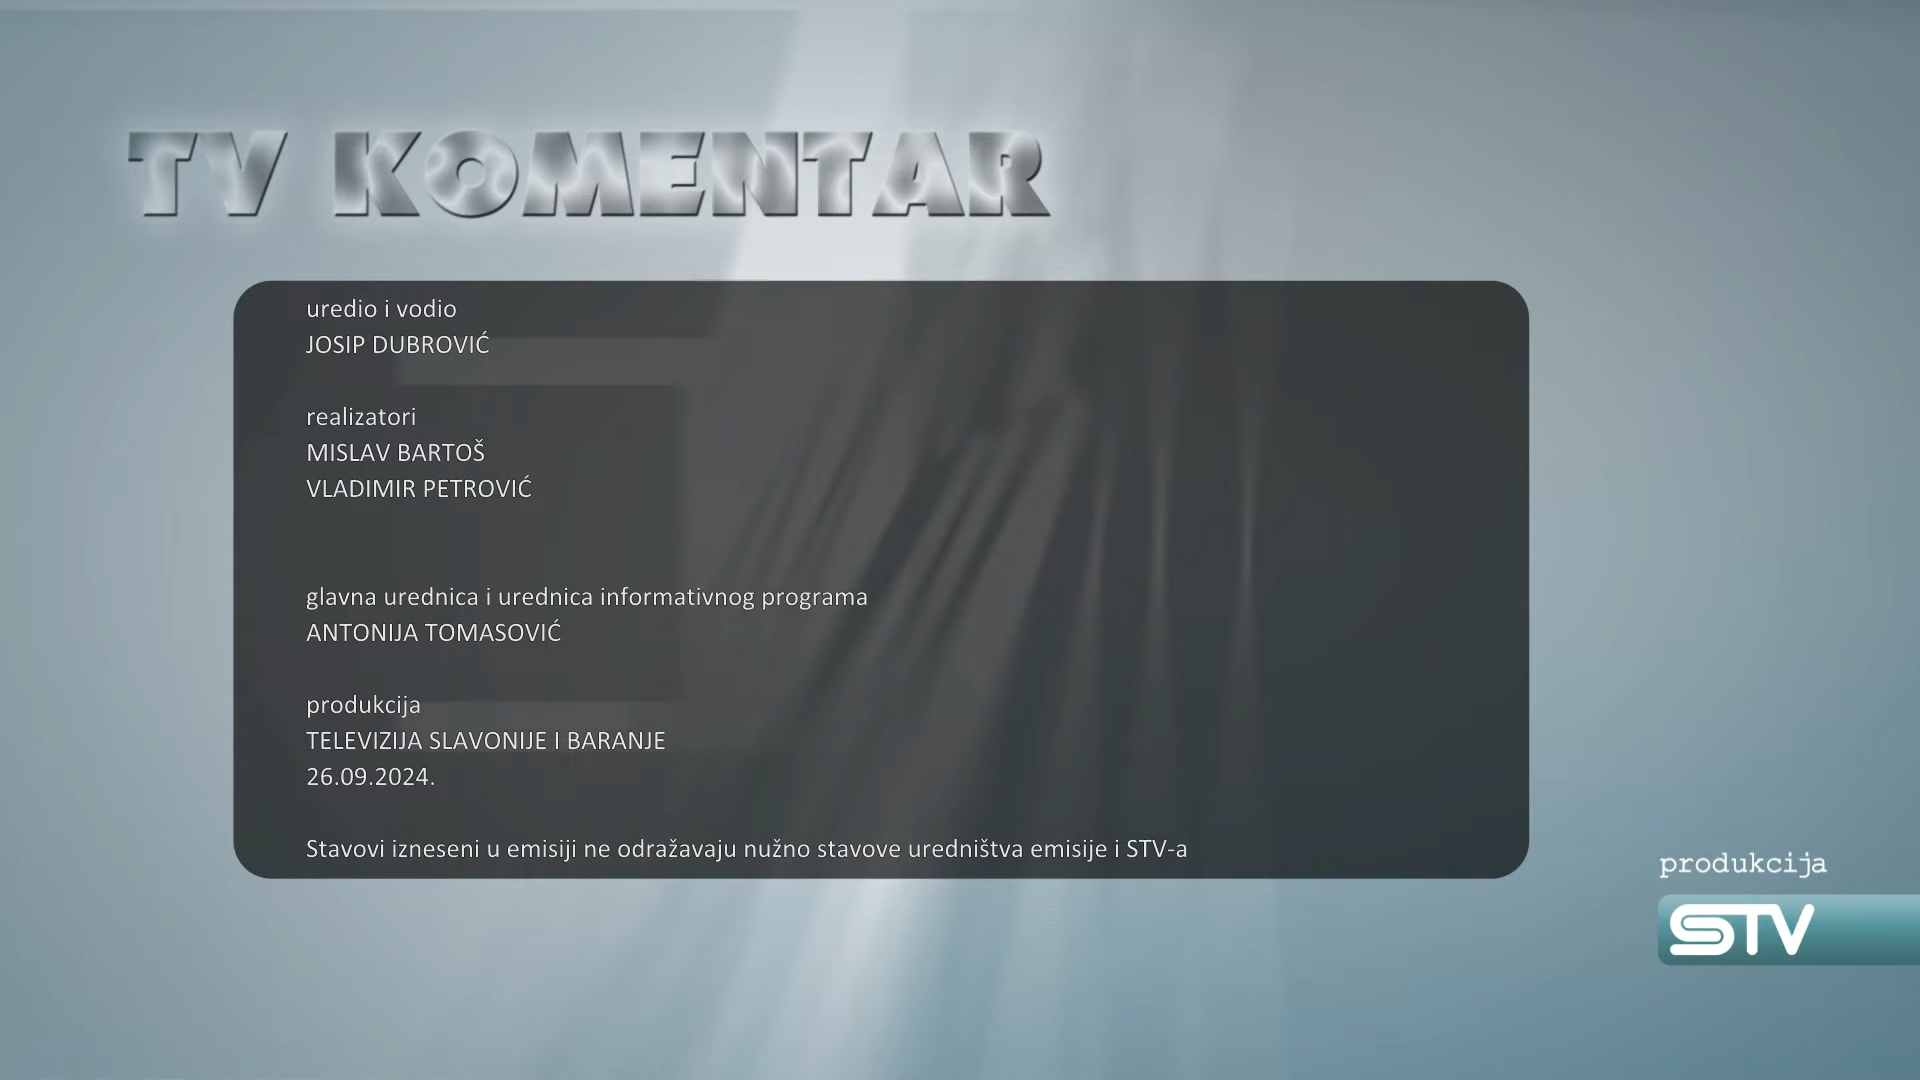 TV KOMENTAR
uredio i vodio
JOSIP DUBROVIĆ
realizatori
MISLAV BARTOŠ
VLADIMIR PETROVIĆ
glavna urednica i urednica informativnog programa
ANTONIJA TOMASOVIĆ
produkcija
TELEVIZIJA SLAVONIJE I BARANJE
26.09.2024.
Stavovi izneseni u emisiji ne odražavaju nužno stavove uredništva emisije i STV-a
produkcija
STV